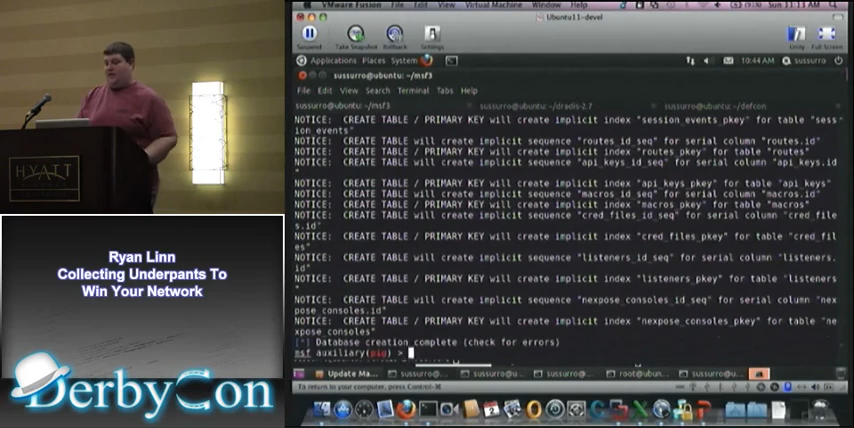 VMware Fusion File Edit View Virtual Machine Window Help
Sun 11:13 AM
Ubuntu11-devel
Suspend
Take Snapshot
Rollback
Settings
Unity
Full Screen
Applications Places System
10:44 AM
sussurro
sussurro@ubuntu: ~/msf3
File Edit View Search Terminal Tabs Help
sussurro@ubuntu: ~/msf3
sussurro@ubuntu: ~/dradis-2.7
sussurro@ubuntu: ~/defcon
NOTICE:  CREATE TABLE / PRIMARY KEY will create implicit index "session_events_pkey" for table "sess
ion_events"
NOTICE:  CREATE TABLE will create implicit sequence "routes_id_seq" for serial column "routes.id"
NOTICE:  CREATE TABLE / PRIMARY KEY will create implicit index "routes_pkey" for table "routes"
NOTICE:  CREATE TABLE will create implicit sequence "api_keys_id_seq" for serial column "api_keys.id
"
NOTICE:  CREATE TABLE / PRIMARY KEY will create implicit index "api_keys_pkey" for table "api_keys"
NOTICE:  CREATE TABLE will create implicit sequence "macros_id_seq" for serial column "macros.id"
NOTICE:  CREATE TABLE / PRIMARY KEY will create implicit index "macros_pkey" for table "macros"
NOTICE:  CREATE TABLE will create implicit sequence "cred_files_id_seq" for serial column "cred_file
s.id"
NOTICE:  CREATE TABLE / PRIMARY KEY will create implicit index "cred_files_pkey" for table "cred_fil
es"
NOTICE:  CREATE TABLE will create implicit sequence "listeners_id_seq" for serial column "listeners.
id"
NOTICE:  CREATE TABLE / PRIMARY KEY will create implicit index "listeners_pkey" for table "listeners
"
NOTICE:  CREATE TABLE will create implicit sequence "nexpose_consoles_id_seq" for serial column "nex
pose_consoles.id"
NOTICE:  CREATE TABLE / PRIMARY KEY will create implicit index "nexpose_consoles_pkey" for table "ne
xpose_consoles"
[*] Database creation complete (check for errors)
msf auxiliary(pig) >
Update Ma...
sussurro@u...
sussurro@u...
sussurro@u...
root@ubun...
sussurro@u...
To return to your computer, press Control-⌘
HYATT
Ryan Linn
Collecting Underpants To
Win Your Network
DerbyCon